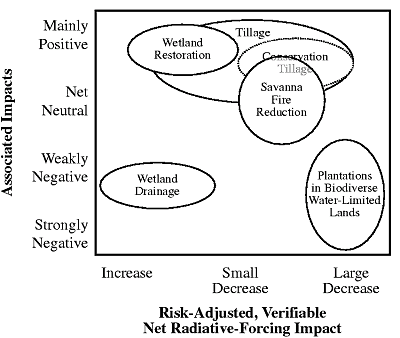 Associated Impacts
Mainly
Positive
Net
Neutral
Weakly
Negative
Strongly
Negative
Tillage
Wetland
Restoration
Conservation
Tillage
Savanna
Fire
Reduction
Wetland
Drainage
Plantations
in Biodiverse
Water-Limited
Lands
Increase
Small
Decrease
Large
Decrease
Risk-Adjusted, Verifiable
Net Radiative-Forcing Impact